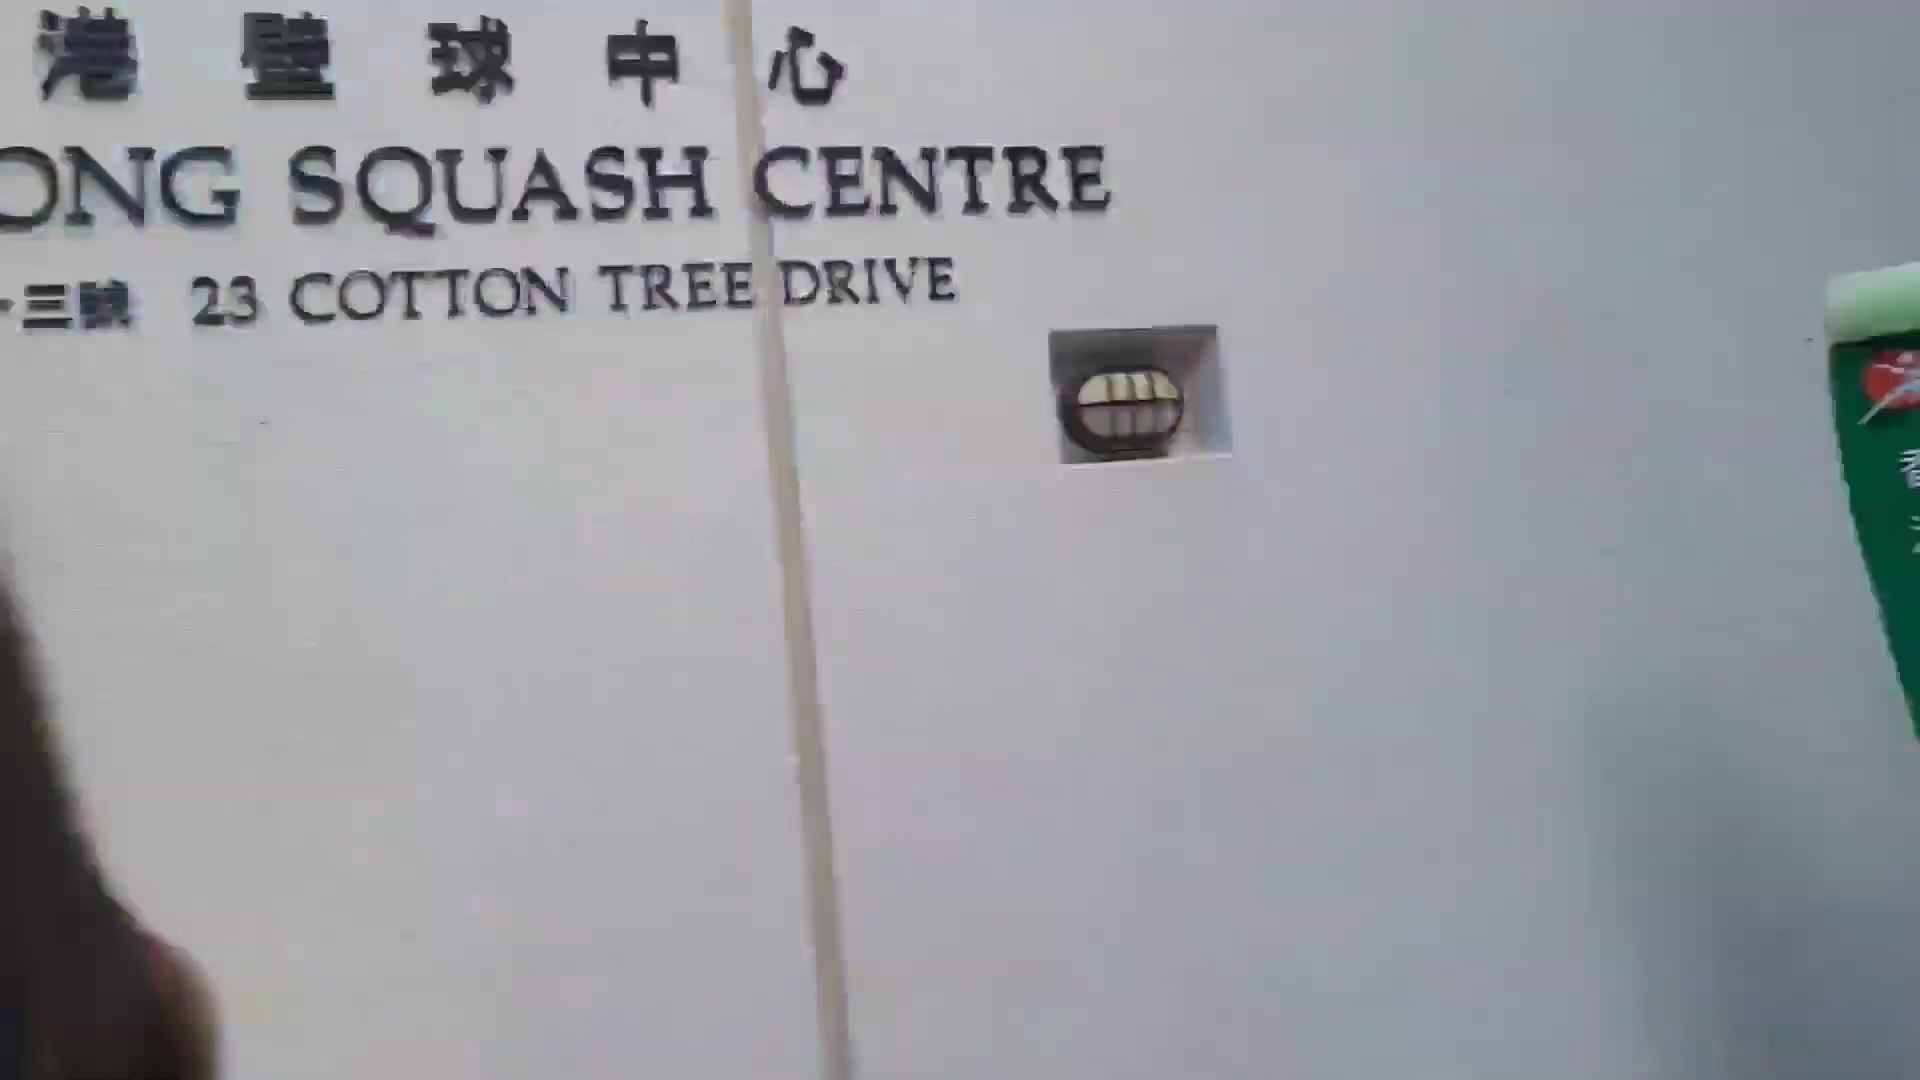 港壁球中心
ONG SQUASH CENTRE
三號 23 COTTON TREE DRIVE